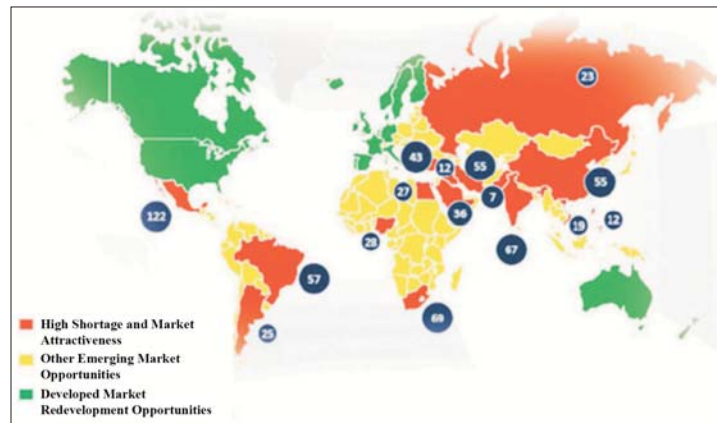 23
43
12
55
27
7
55
36
122
19
12
28
67
57
69
25
High Shortage and Market
Attractiveness
Other Emerging Market
Opportunities
Developed Market
Redevelopment Opportunities